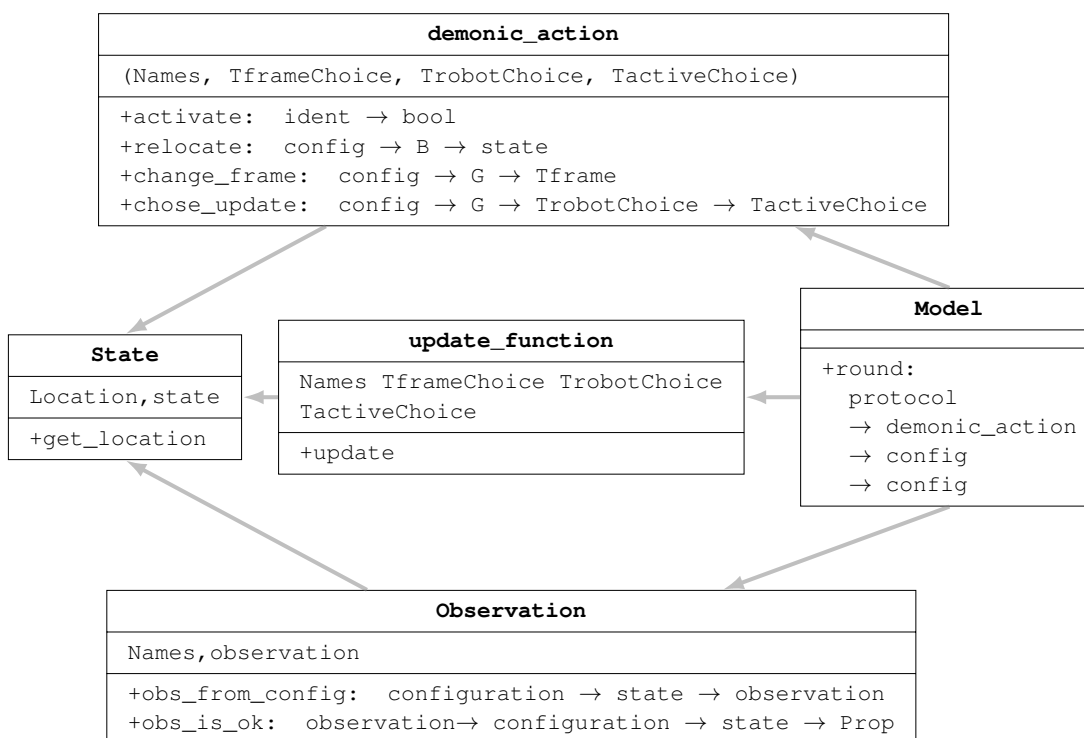 demonic_action
(Names, TframeChoice, TrobotChoice, TactiveChoice)
+activate: ident → bool
+relocate: config → B → state
+change_frame: config → G → Tframe
+chose_update: config → G → TrobotChoice → TactiveChoice
State
Location,state
+get_location
update_function
Names TframeChoice TrobotChoice
TactiveChoice
+update
Model
+round:
protocol
→ demonic_action
→ config
→ config
Observation
Names,observation
+obs_from_config: configuration → state → observation
+obs_is_ok: observation→ configuration → state → Prop